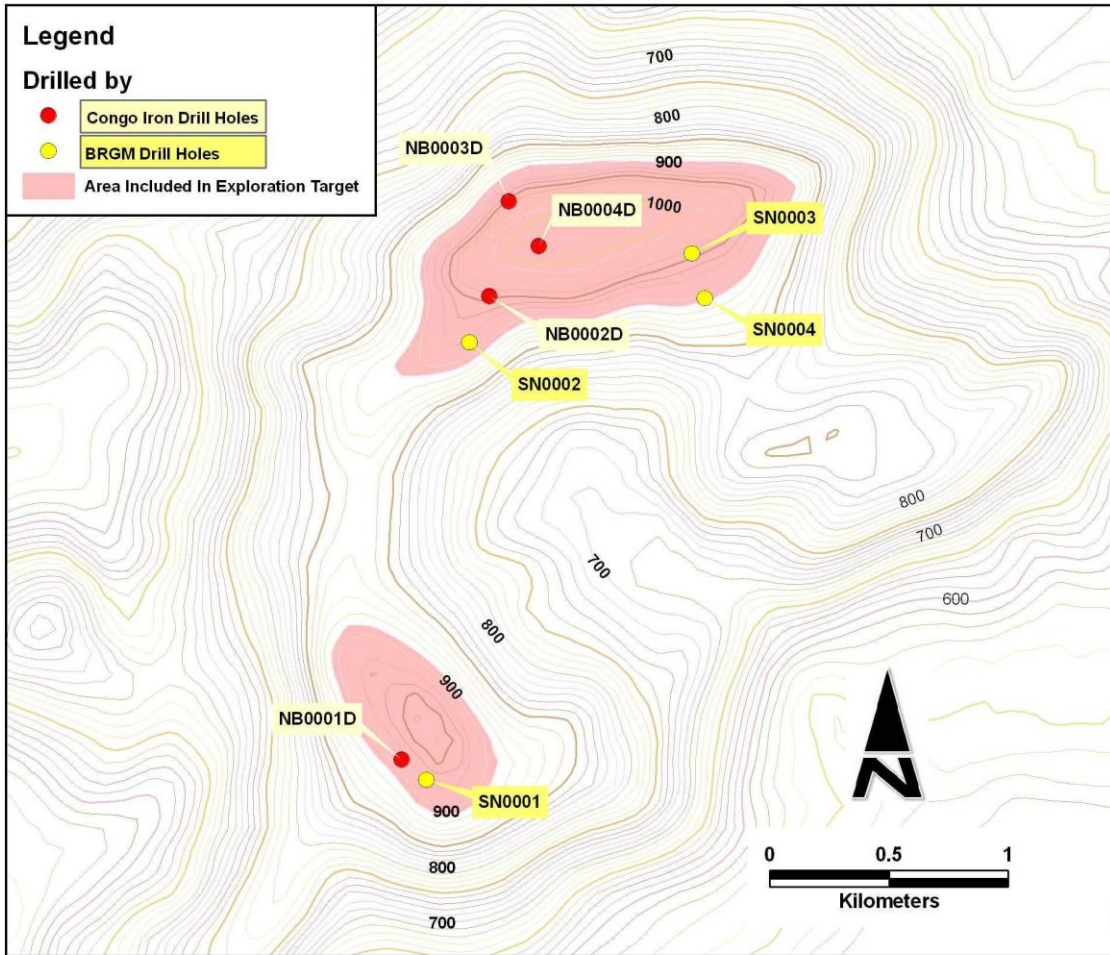 Legend
Drilled by
Congo Iron Drill Holes
BRGM Drill Holes
Area Included In Exploration Target
700
800
NB0003D
900
1000
NB0004D
SN0003
NB0002D
SN0004
SN0002
800
700
700
600
800
900
NB0001D
SN0001
900
800
700
N
0 0.5 1
Kilometers